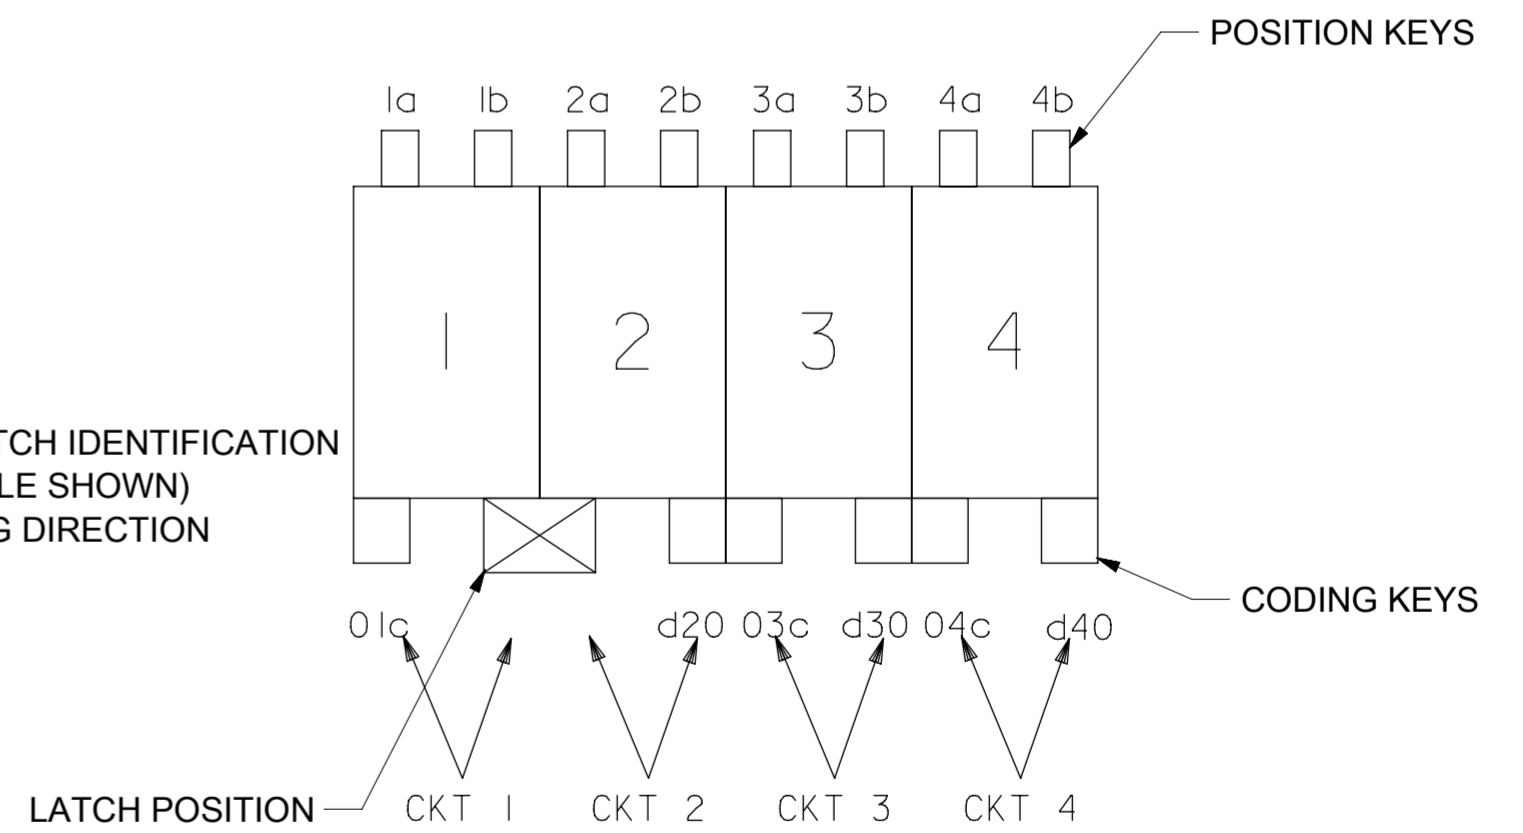 POSITION KEYS
1a 1b 2a 2b 3a 3b 4a 4b
1 2 3 4
TCH IDENTIFICATION
LE SHOWN)
G DIRECTION
CODING KEYS
01c d20 03c d30 04c d40
LATCH POSITION
CKT 1 CKT 2 CKT 3 CKT 4